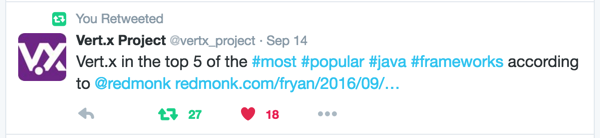 You Retweeted
V.X
Vert.x Project @vertx_project · Sep 14
Vert.x in the top 5 of the #most #popular #java #frameworks according
to @redmonk redmonk.com/fryan/2016/09/…
27 18